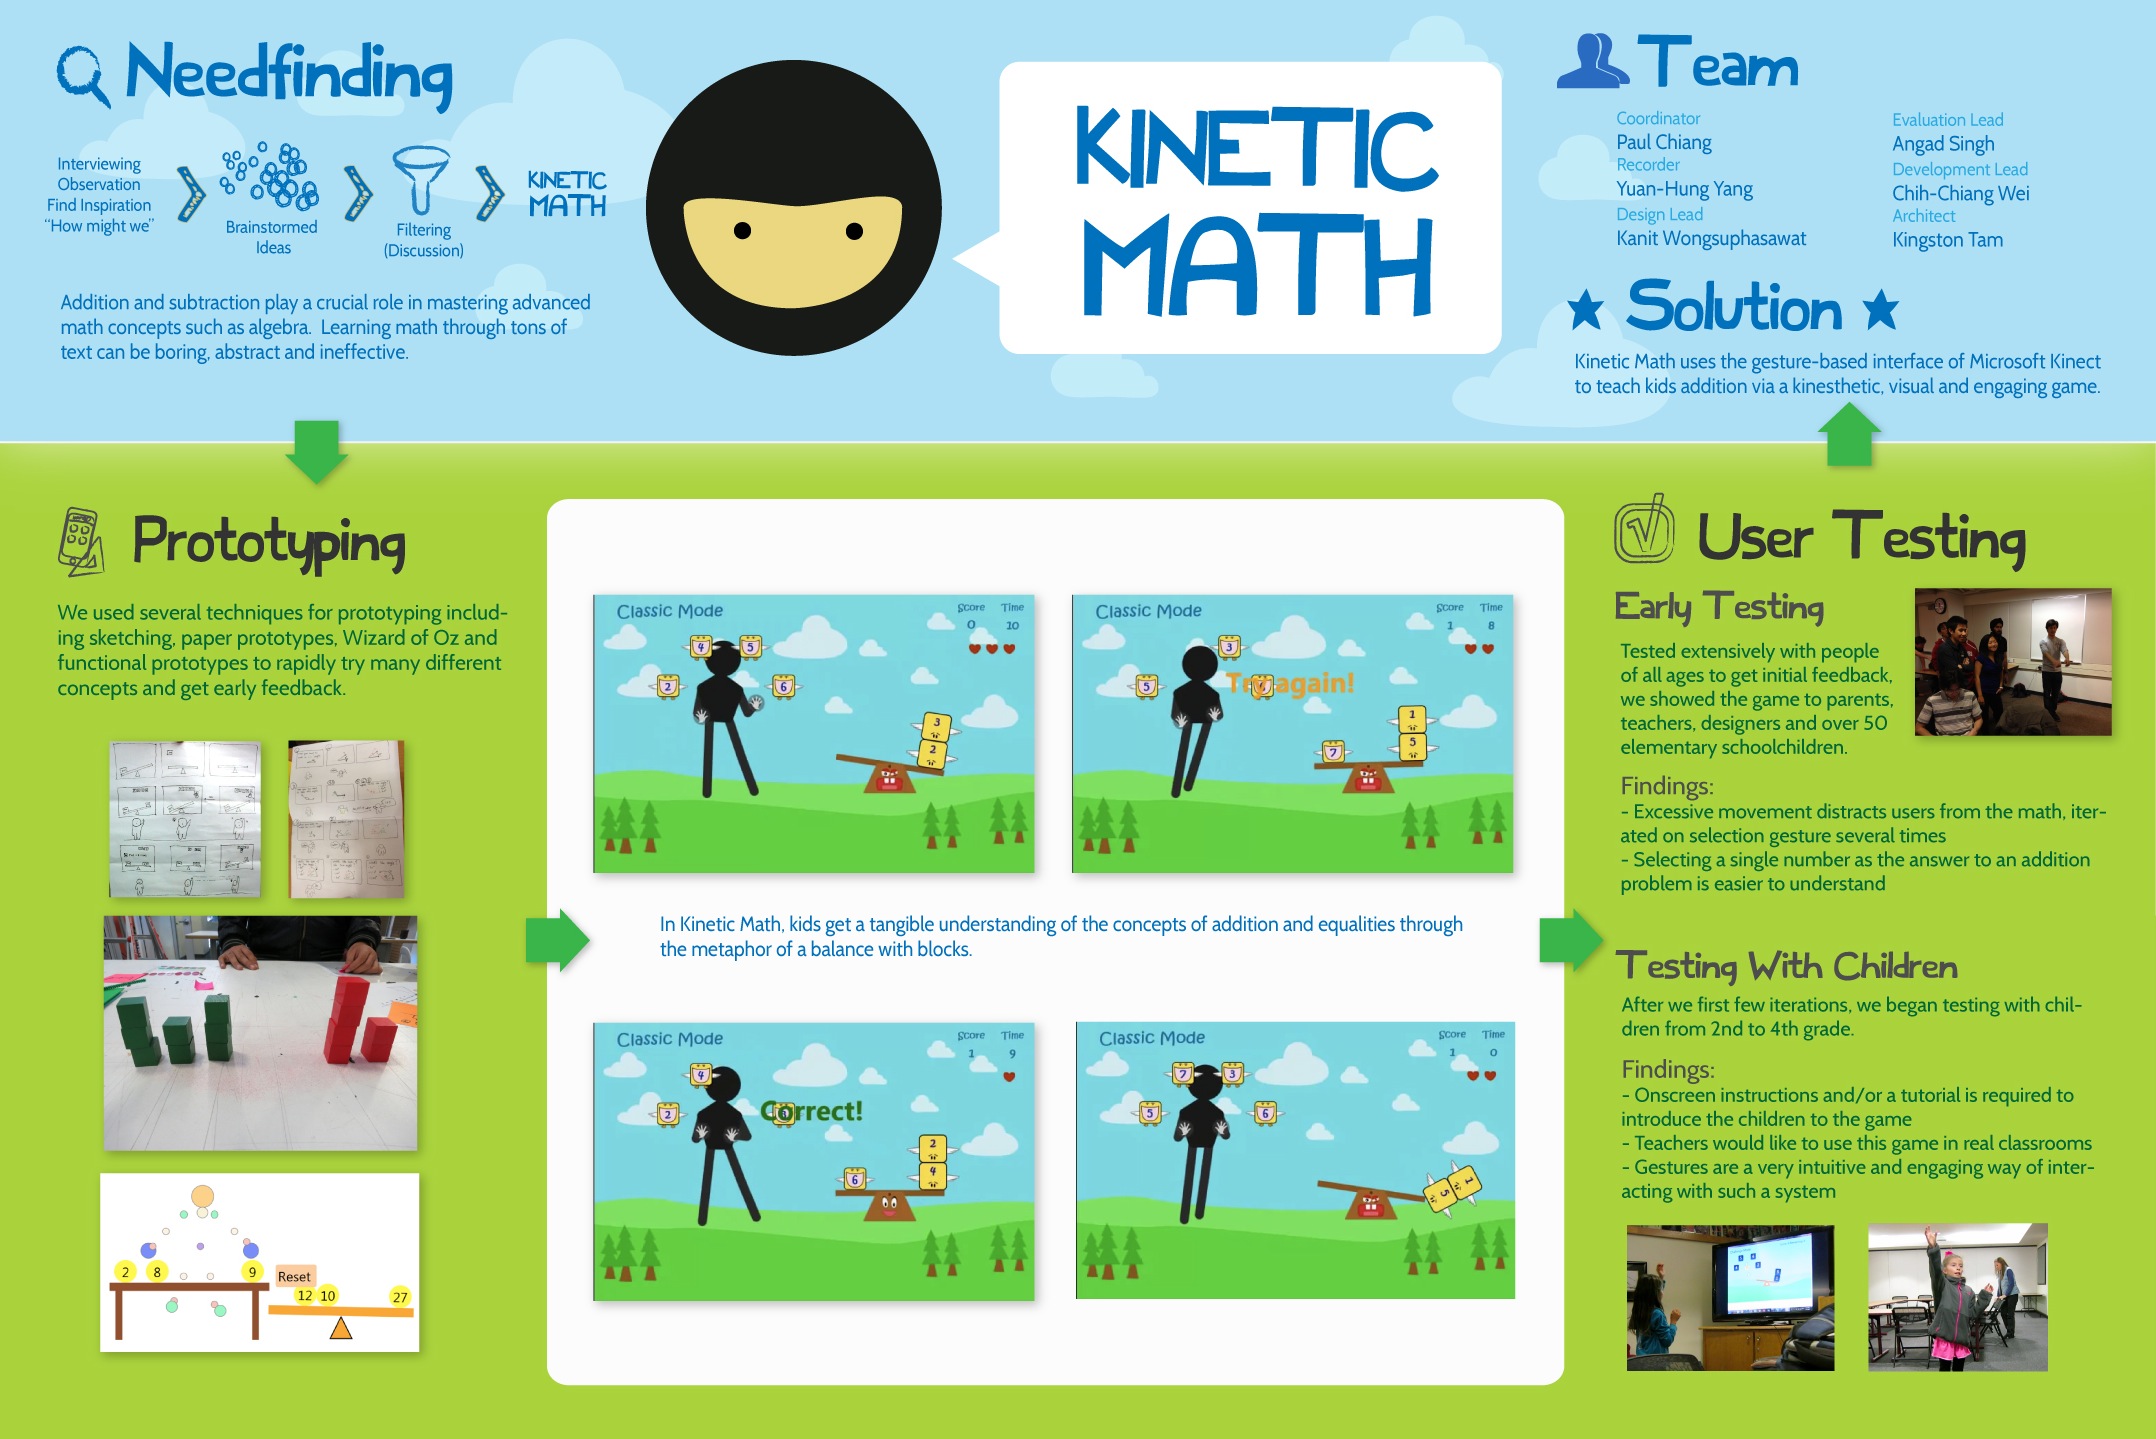 Needfinding
Interviewing
Observation
Find Inspiration
“How might we”
Brainstormed
Ideas
Filtering
(Discussion)
KINETIC
MATH
Addition and subtraction play a crucial role in mastering advanced
math concepts such as algebra.  Learning math through tons of
text can be boring, abstract and ineffective.
KINETIC
MATH
Team
Coordinator
Paul Chiang
Recorder
Yuan-Hung Yang
Design Lead
Kanit Wongsuphasawat
Evaluation Lead
Angad Singh
Development Lead
Chih-Chiang Wei
Architect
Kingston Tam
Solution
Kinetic Math uses the gesture-based interface of Microsoft Kinect
to teach kids addition via a kinesthetic, visual and engaging game.
Prototyping
We used several techniques for prototyping includ-
ing sketching, paper prototypes, Wizard of Oz and
functional prototypes to rapidly try many different
concepts and get early feedback.
2 8 9
Reset
12 10 27
Classic Mode
Score Time
0 10
4 5
2 6
3
2
Classic Mode
Score Time
1 8
3
5
Try again!
1
7 5
In Kinetic Math, kids get a tangible understanding of the concepts of addition and equalities through
the metaphor of a balance with blocks.
Classic Mode
Score Time
1 9
4
2
Correct!
2
6 4
Classic Mode
Score Time
1 0
7 3
5 6
5 1
User Testing
Early Testing
Tested extensively with people
of all ages to get initial feedback,
we showed the game to parents,
teachers, designers and over 50
elementary schoolchildren.
Findings:
- Excessive movement distracts users from the math, iter-
ated on selection gesture several times
- Selecting a single number as the answer to an addition
problem is easier to understand
Testing With Children
After we first few iterations, we began testing with chil-
dren from 2nd to 4th grade.
Findings:
- Onscreen instructions and/or a tutorial is required to
introduce the children to the game
- Teachers would like to use this game in real classrooms
- Gestures are a very intuitive and engaging way of inter-
acting with such a system